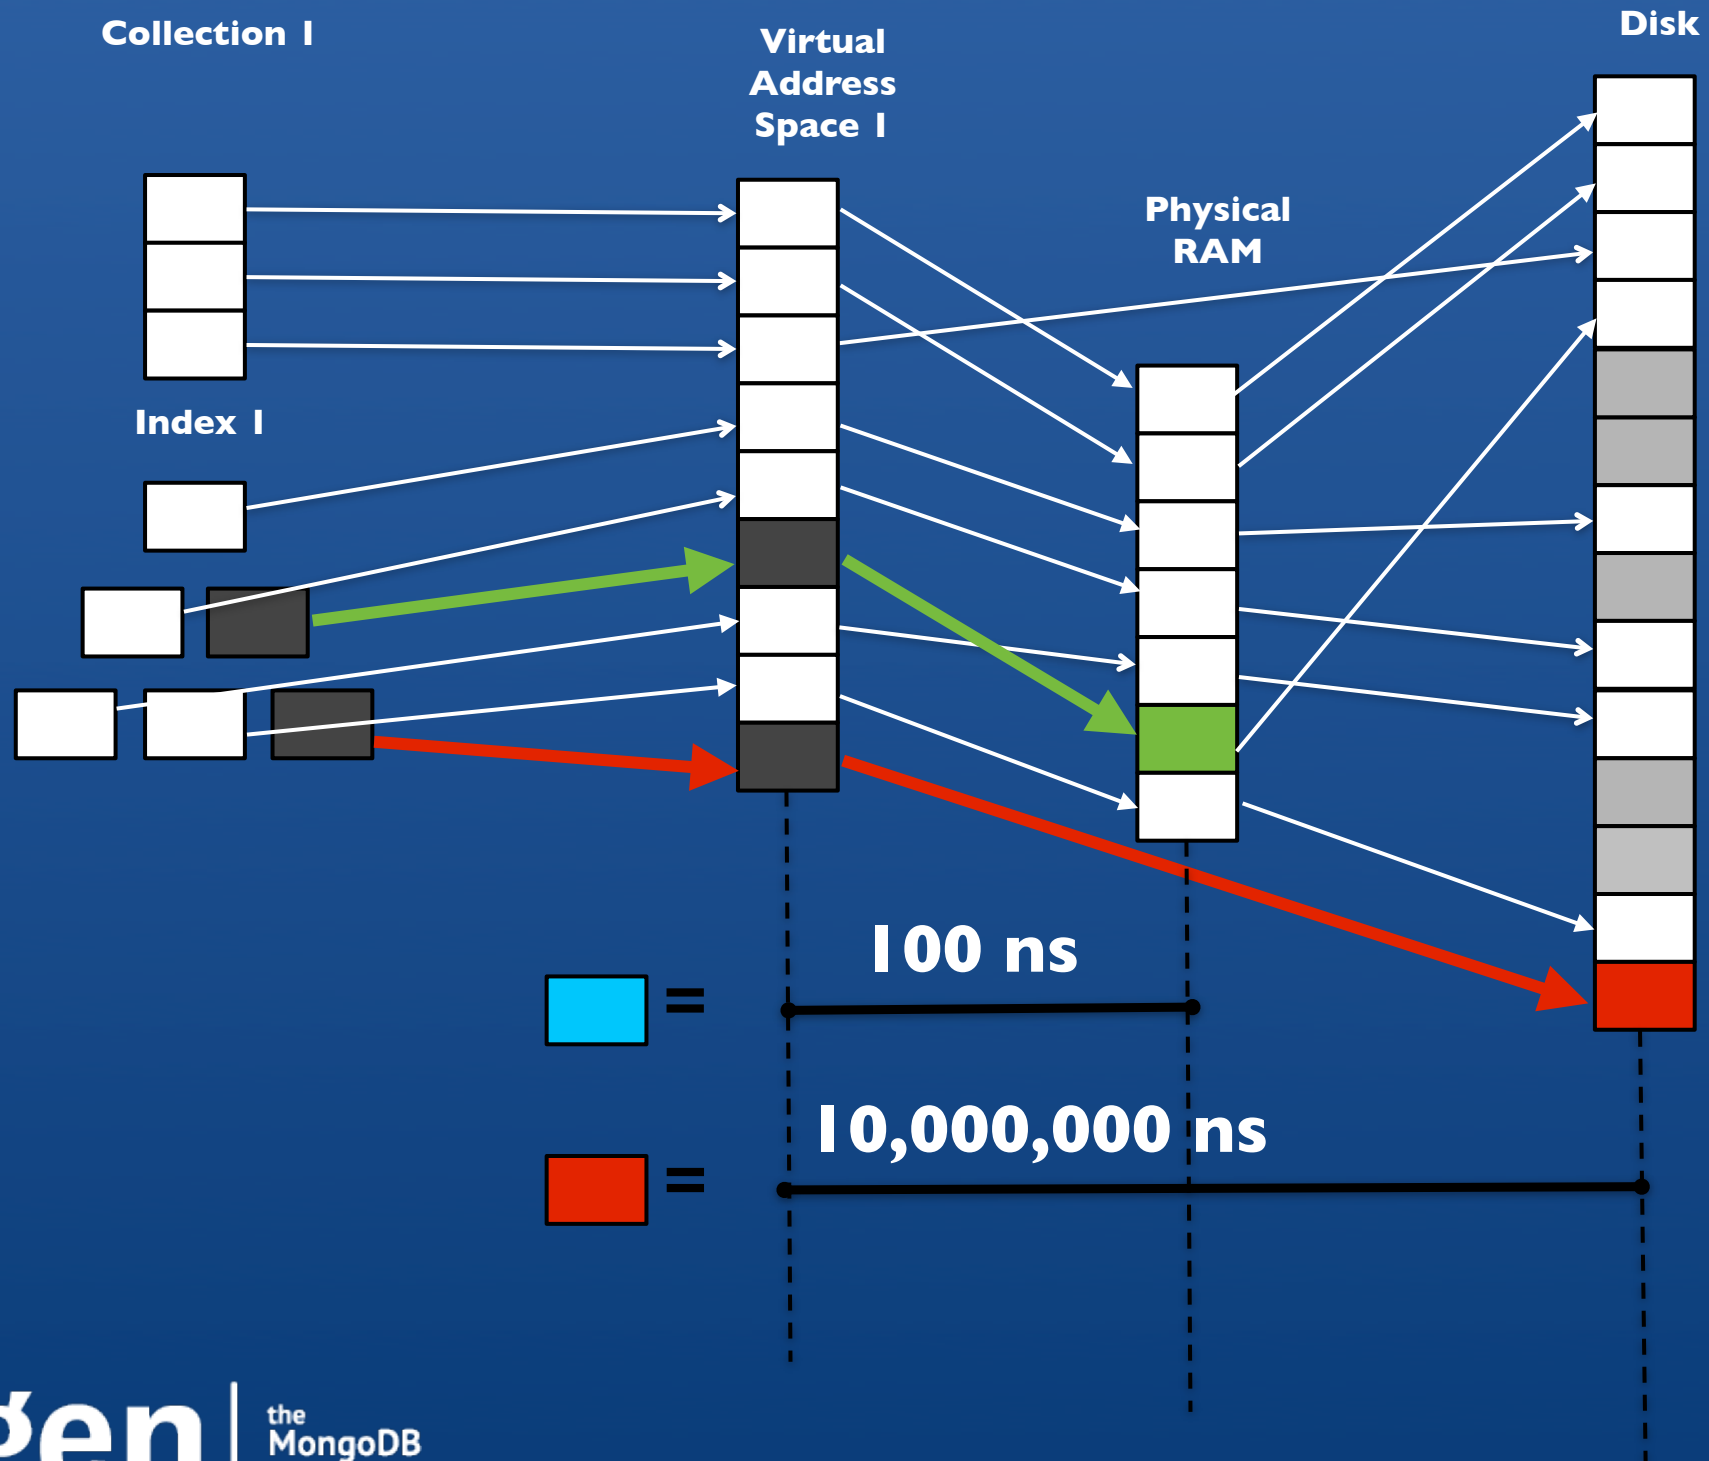 Collection 1
Virtual
Address
Space 1
Disk
Physical
RAM
Index 1
100 ns
=
10,000,000 ns
=
gen
the
MongoDB